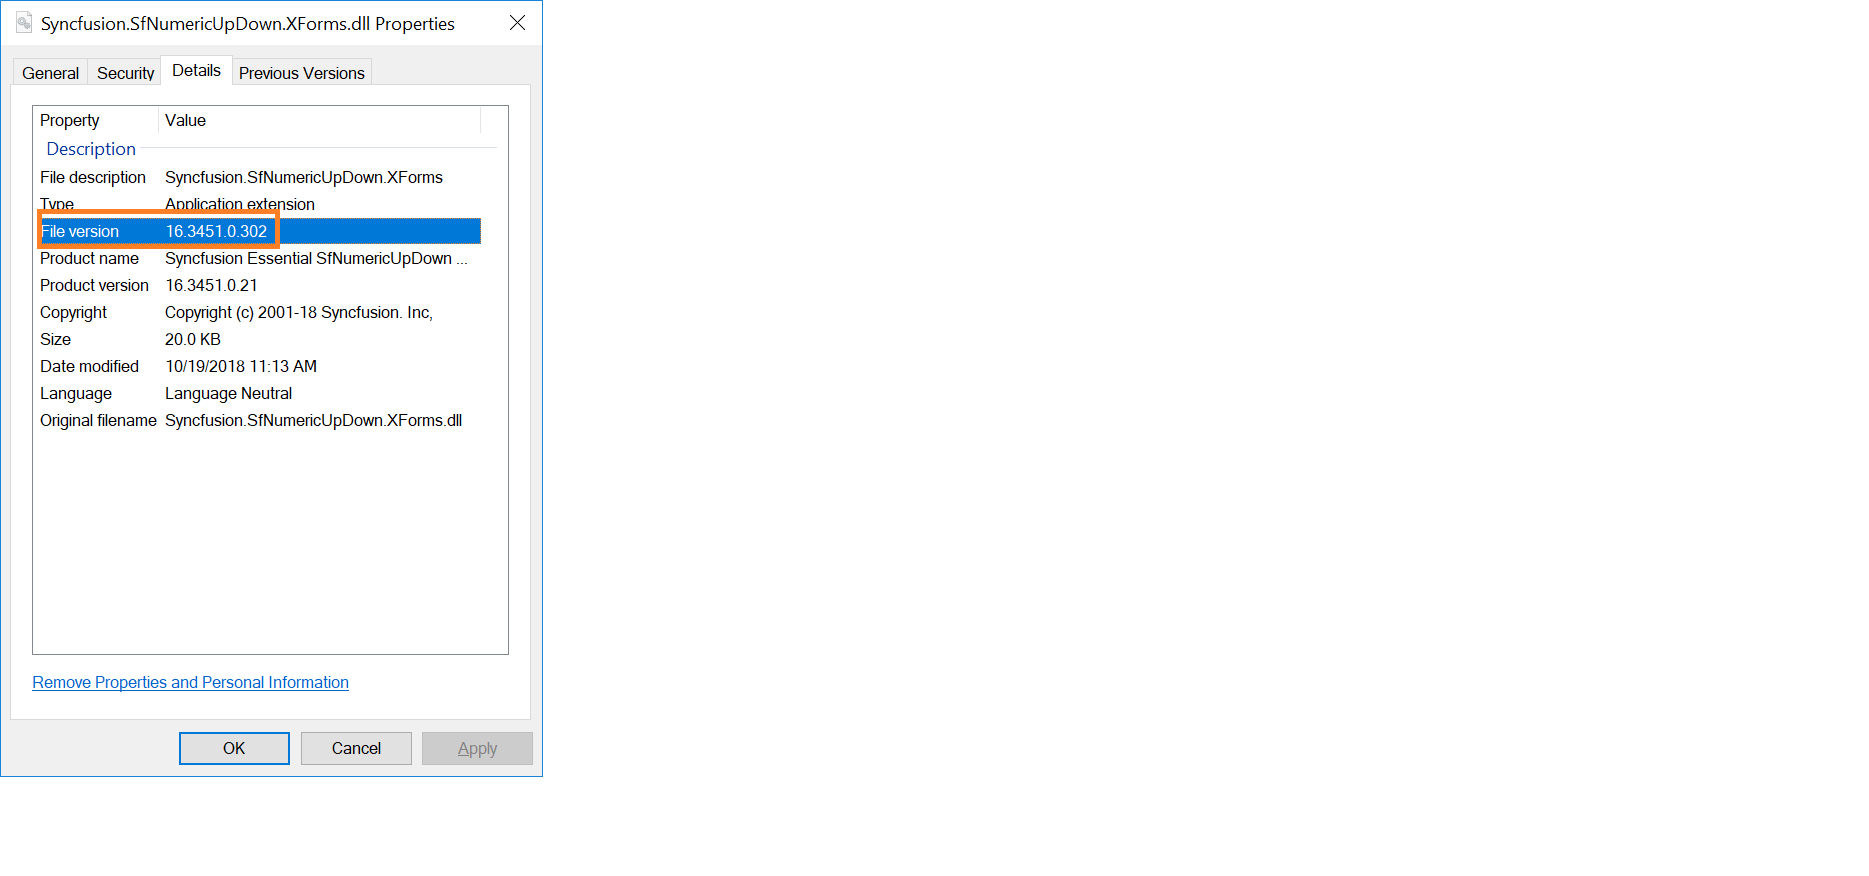 Syncfusion.SfNumericUpDown.XForms.dll Properties
General Security Details Previous Versions
Property Value
Description
File description Syncfusion.SfNumericUpDown.XForms
Type Application extension
File version 16.3451.0.302
Product name Syncfusion Essential SfNumericUpDown ...
Product version 16.3451.0.21
Copyright Copyright (c) 2001-18 Syncfusion. Inc,
Size 20.0 KB
Date modified 10/19/2018 11:13 AM
Language Language Neutral
Original filename Syncfusion.SfNumericUpDown.XForms.dll
Remove Properties and Personal Information
OK Cancel Apply